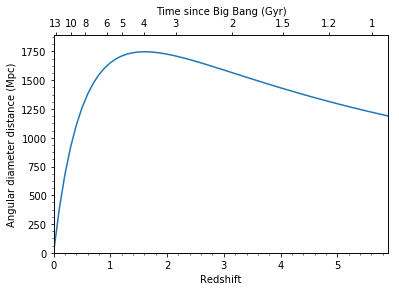 Time since Big Bang (Gyr)
13 10 8 6 5 4 3 2 1.5 1.2 1
Angular diameter distance (Mpc)
1750
1500
1250
1000
750
500
250
0
0 1 2 3 4 5
Redshift